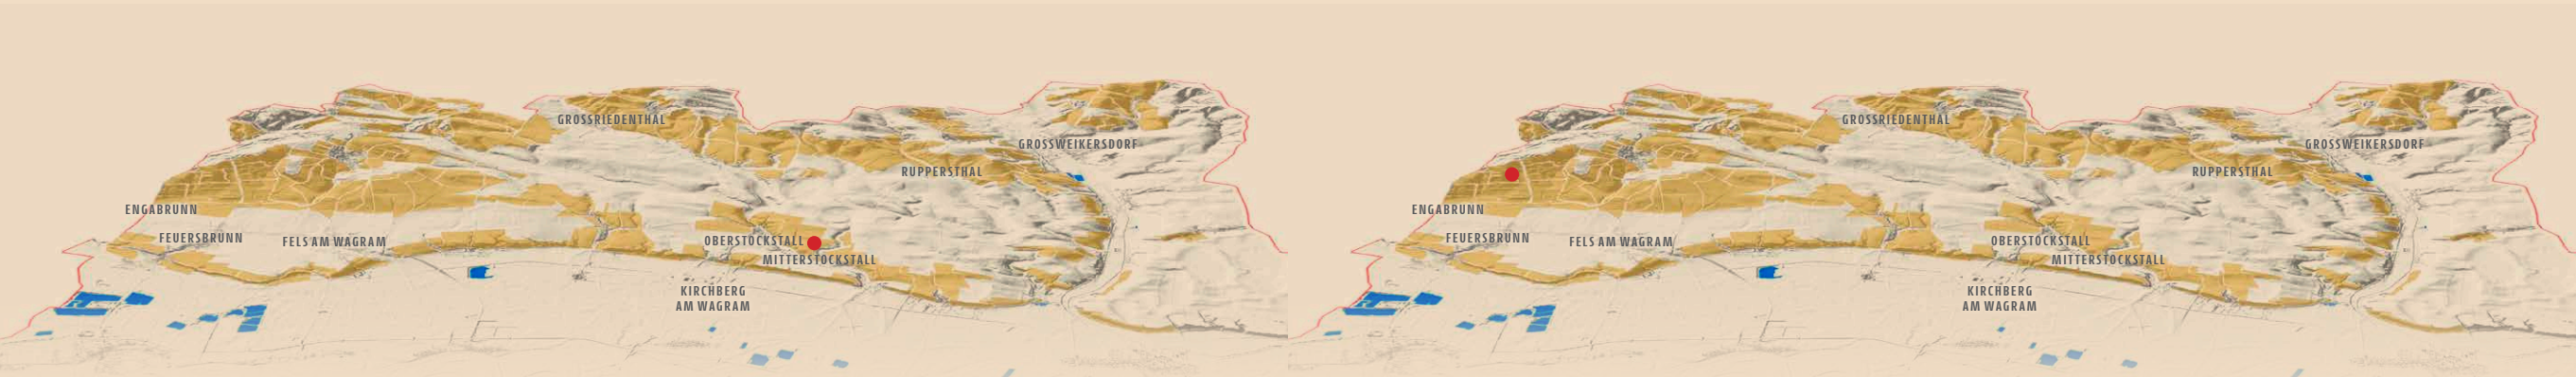 GROSSRIEDENTHAL
GROSSWEIKERSDORF
RUPPERSTHAL
ENGABRUNN
FEUERSBRUNN
FELS AM WAGRAM
OBERSTOCKSTALL
MITTERSTOCKSTALL
KIRCHBERG
AM WAGRAM
GROSSRIEDENTHAL
GROSSWEIKERSDORF
RUPPERSTHAL
ENGABRUNN
FEUERSBRUNN
FELS AM WAGRAM
OBERSTOCKSTALL
MITTERSTOCKSTALL
KIRCHBERG
AM WAGRAM